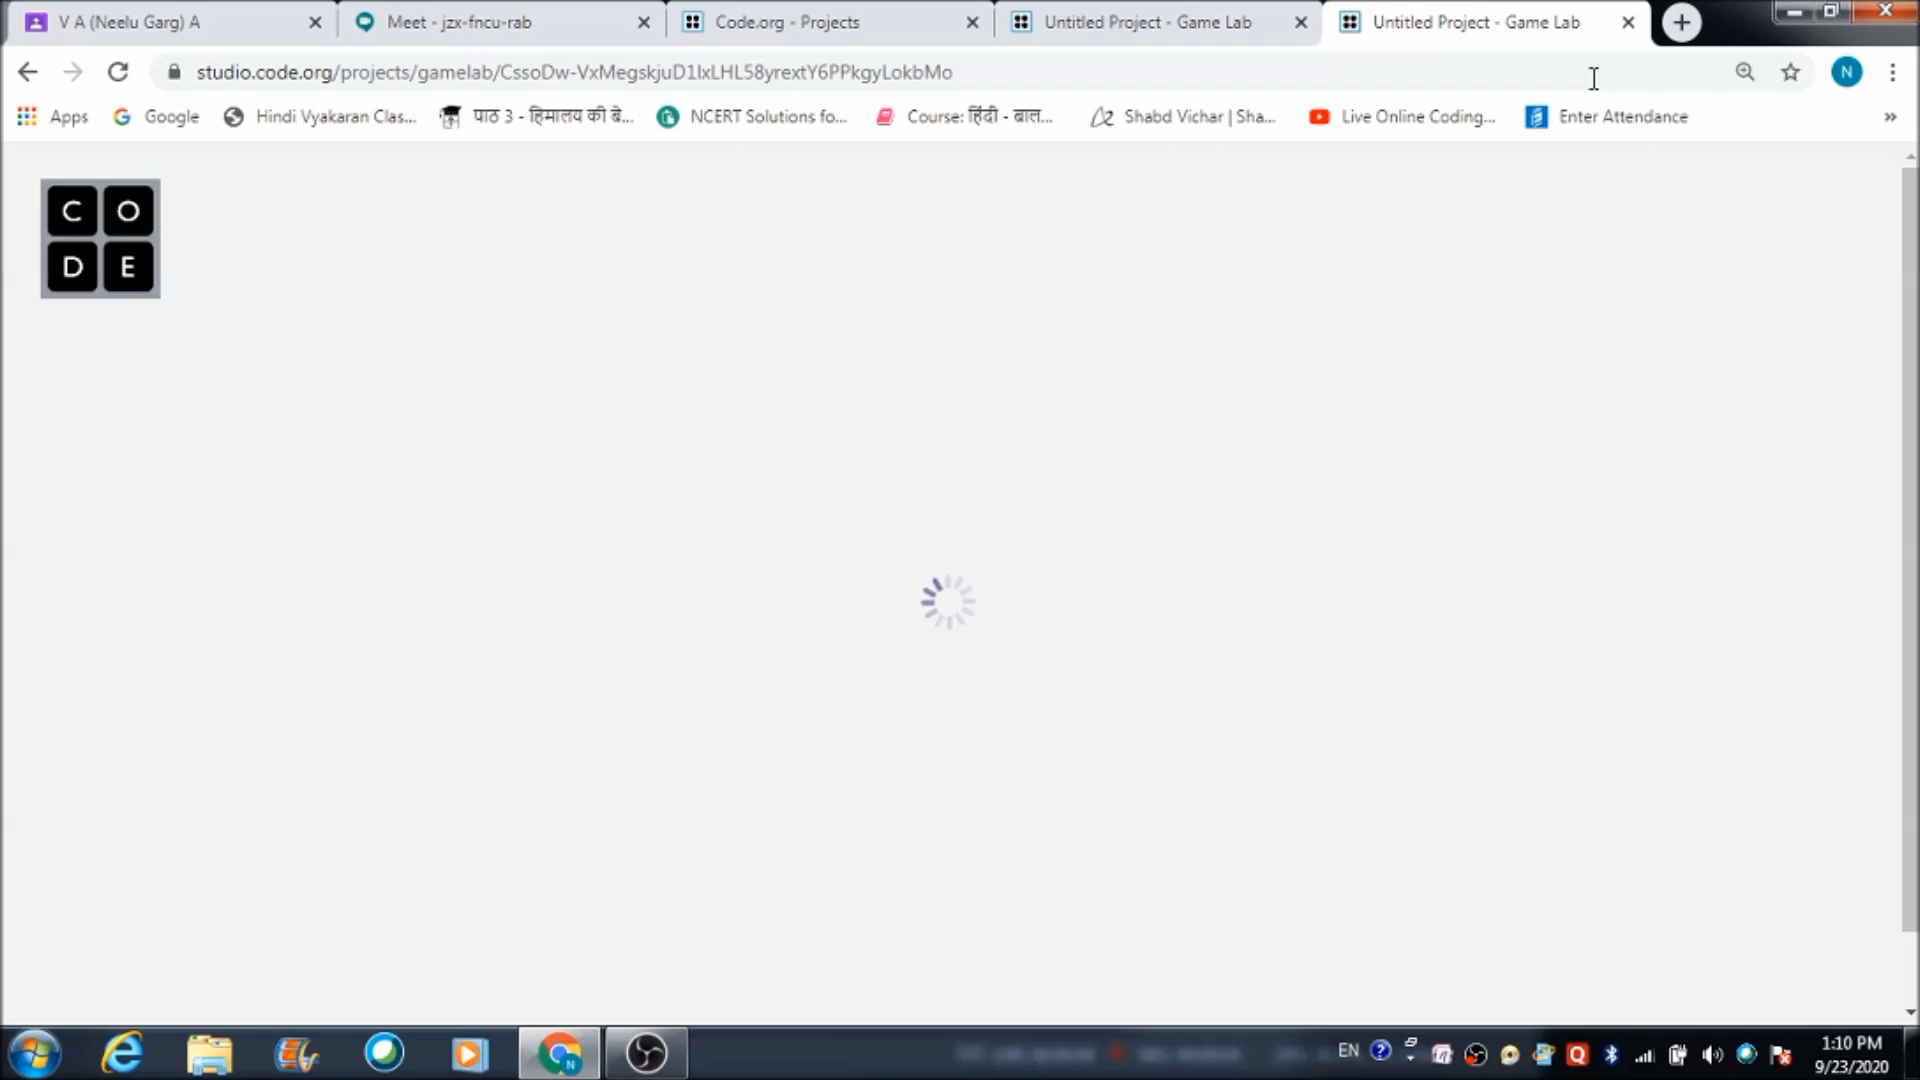 V A (Neelu Garg) A
Meet - jzx-fncu-rab
Code.org - Projects
Untitled Project - Game Lab
Untitled Project - Game Lab
studio.code.org/projects/gamelab/CssoDw-VxMegskjuD1lxLHL58yrextY6PPkgyLokbMo
N
Apps
Google
Hindi Vyakaran Clas...
पाठ 3 - हिमालय की बे...
NCERT Solutions fo...
Course: हिंदी - बाल...
Shabd Vichar | Sha...
Live Online Coding...
Enter Attendance
C O
D E
EN
1:10 PM
9/23/2020